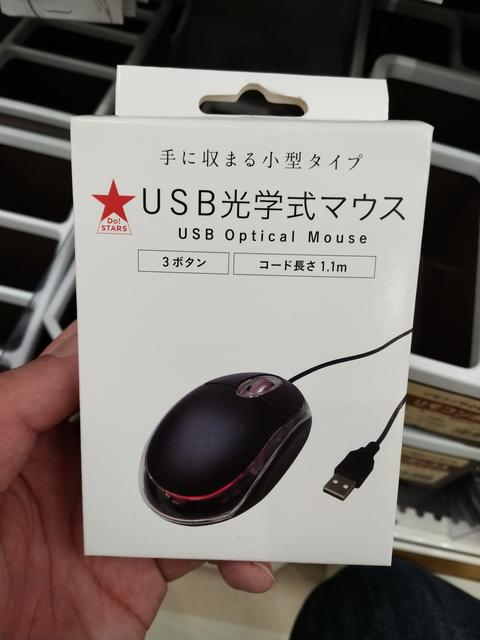 手に収まる小型タイプ
Do!
STARS
USB光学式マウス
USB Optical Mouse
3ボタン
コード長さ1.1m